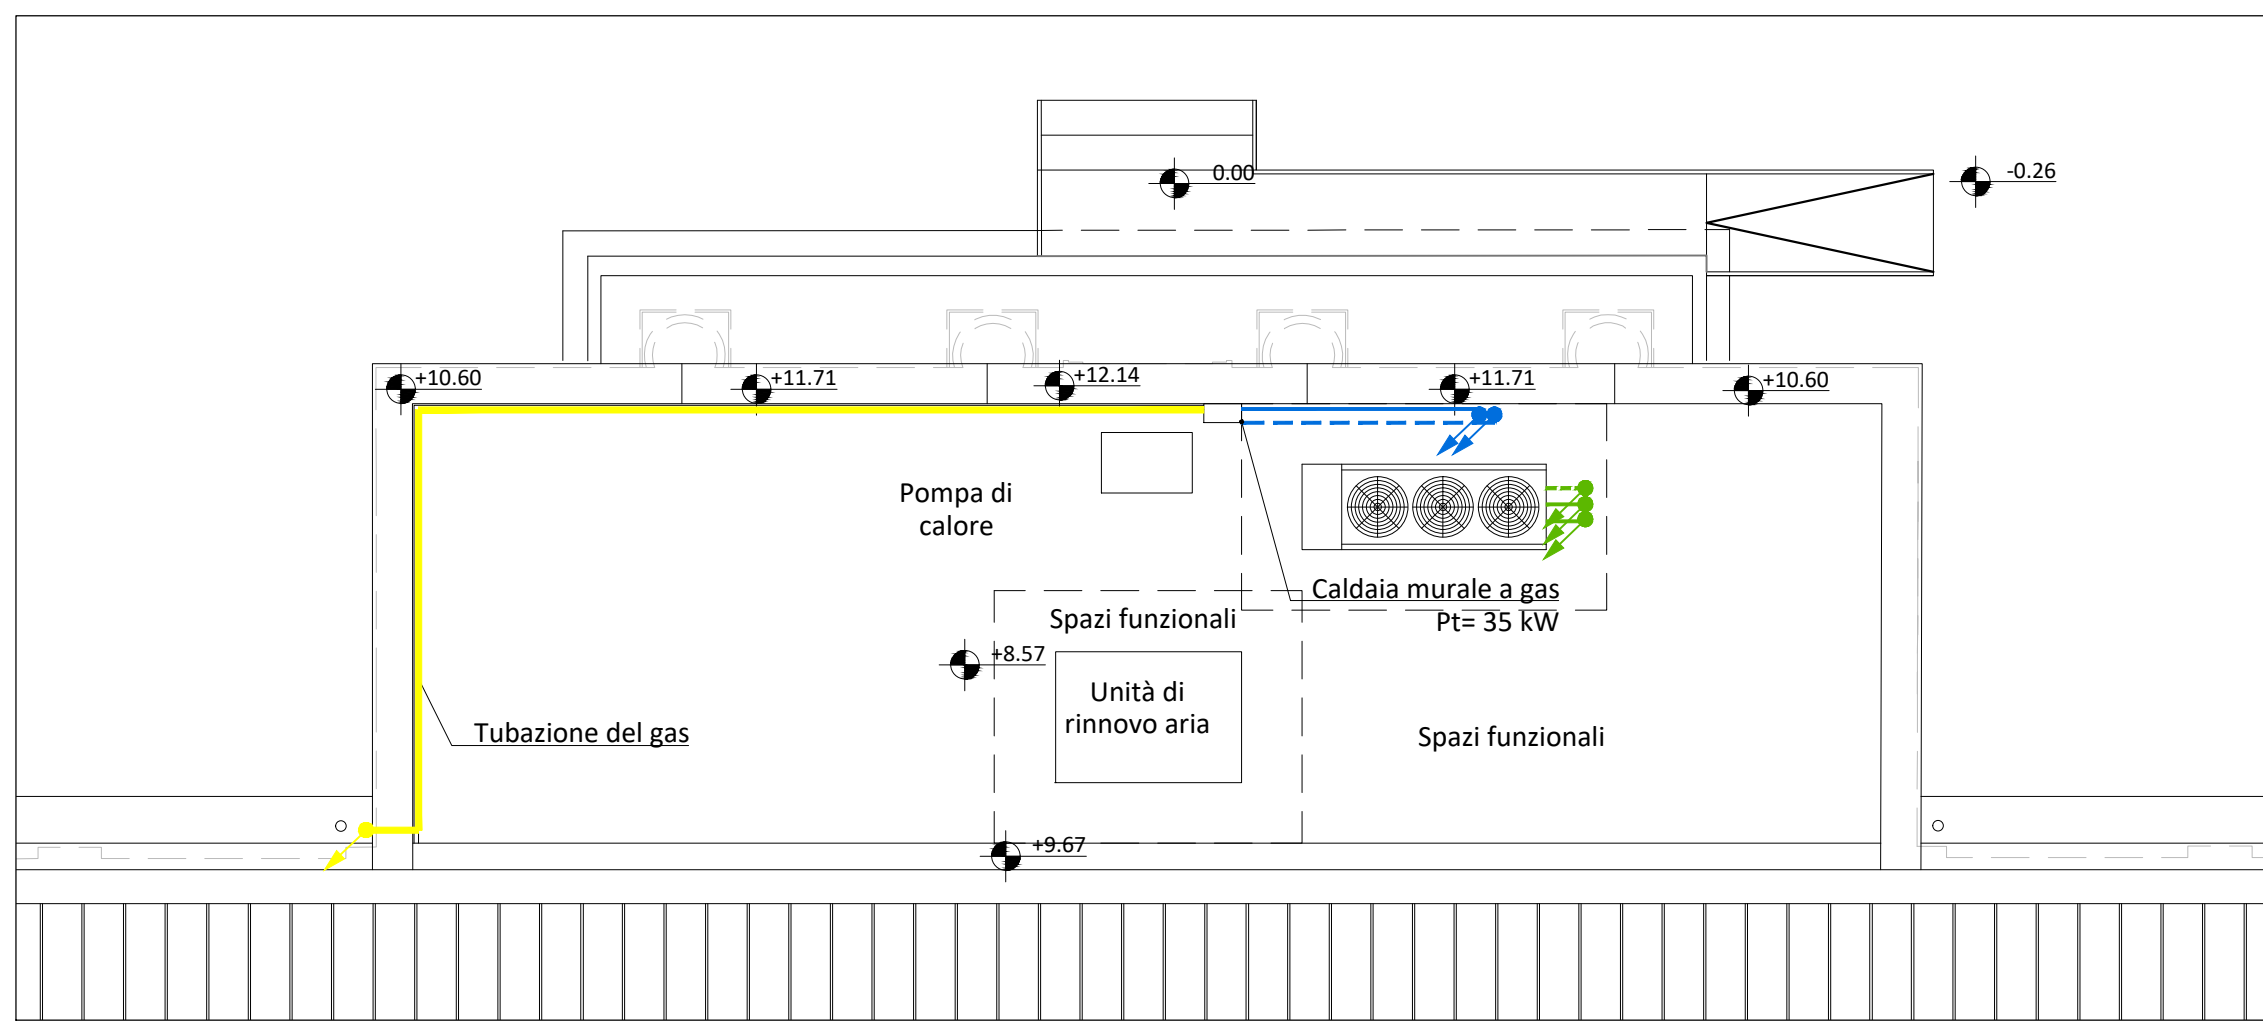 0.00
-0.26
+10.60
+11.71
+12.14
+11.71
+10.60
Pompa di
calore
Caldaia murale a gas
Pt= 35 kW
Spazi funzionali
+8.57
Unità di
rinnovo aria
Tubazione del gas
Spazi funzionali
+9.67